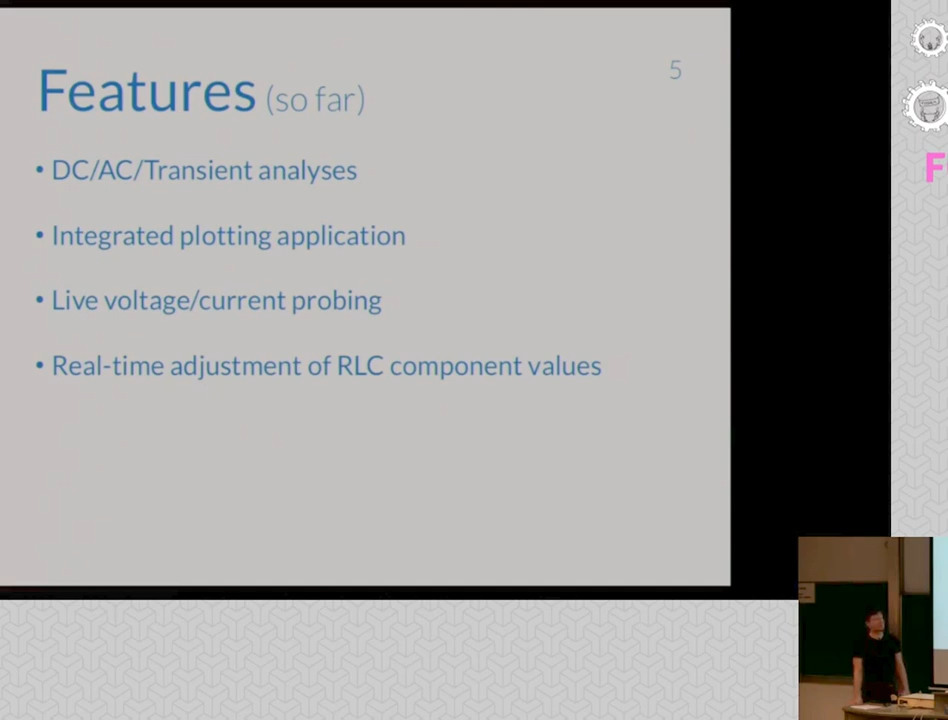 5
Features (so far)
• DC/AC/Transient analyses
• Integrated plotting application
• Live voltage/current probing
• Real-time adjustment of RLC component values
F